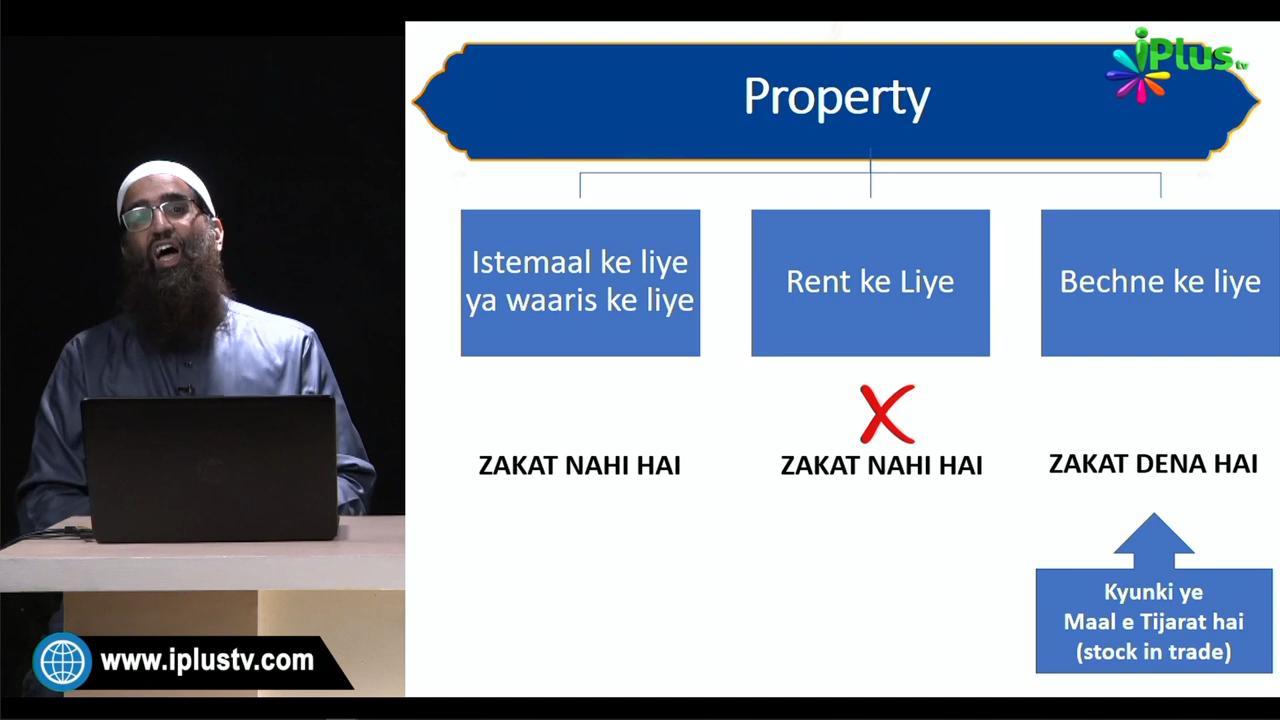 iPlus tv
Property
Istemaal ke liye
ya waaris ke liye
Rent ke Liye
Bechne ke liye
ZAKAT NAHI HAI
ZAKAT NAHI HAI
ZAKAT DENA HAI
Kyunki ye
Maal e Tijarat hai
(stock in trade)
www.iplustv.com